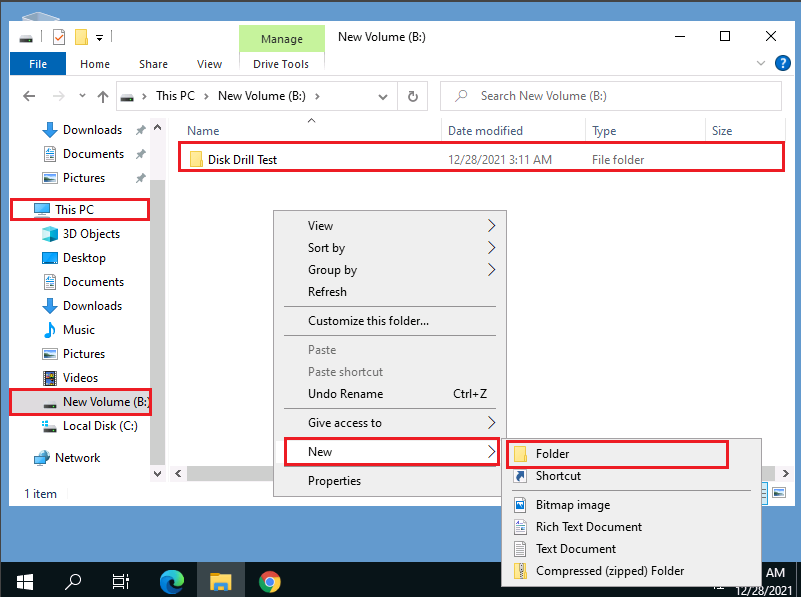 Manage
New Volume (B:)
File
Home
Share
View
Drive Tools
This PC
New Volume (B:)
Search New Volume (B:)
Name
Date modified
Type
Size
Disk Drill Test
12/28/2021 3:11 AM
File folder
Downloads
Documents
Pictures
This PC
3D Objects
Desktop
Documents
Downloads
Music
Pictures
Videos
New Volume (B:)
Local Disk (C:)
Network
1 item
View
Sort by
Group by
Refresh
Customize this folder...
Paste
Paste shortcut
Undo Rename Ctrl+Z
Give access to
New
Properties
Folder
Shortcut
Bitmap image
Rich Text Document
Text Document
Compressed (zipped) Folder
AM
12/28/2021